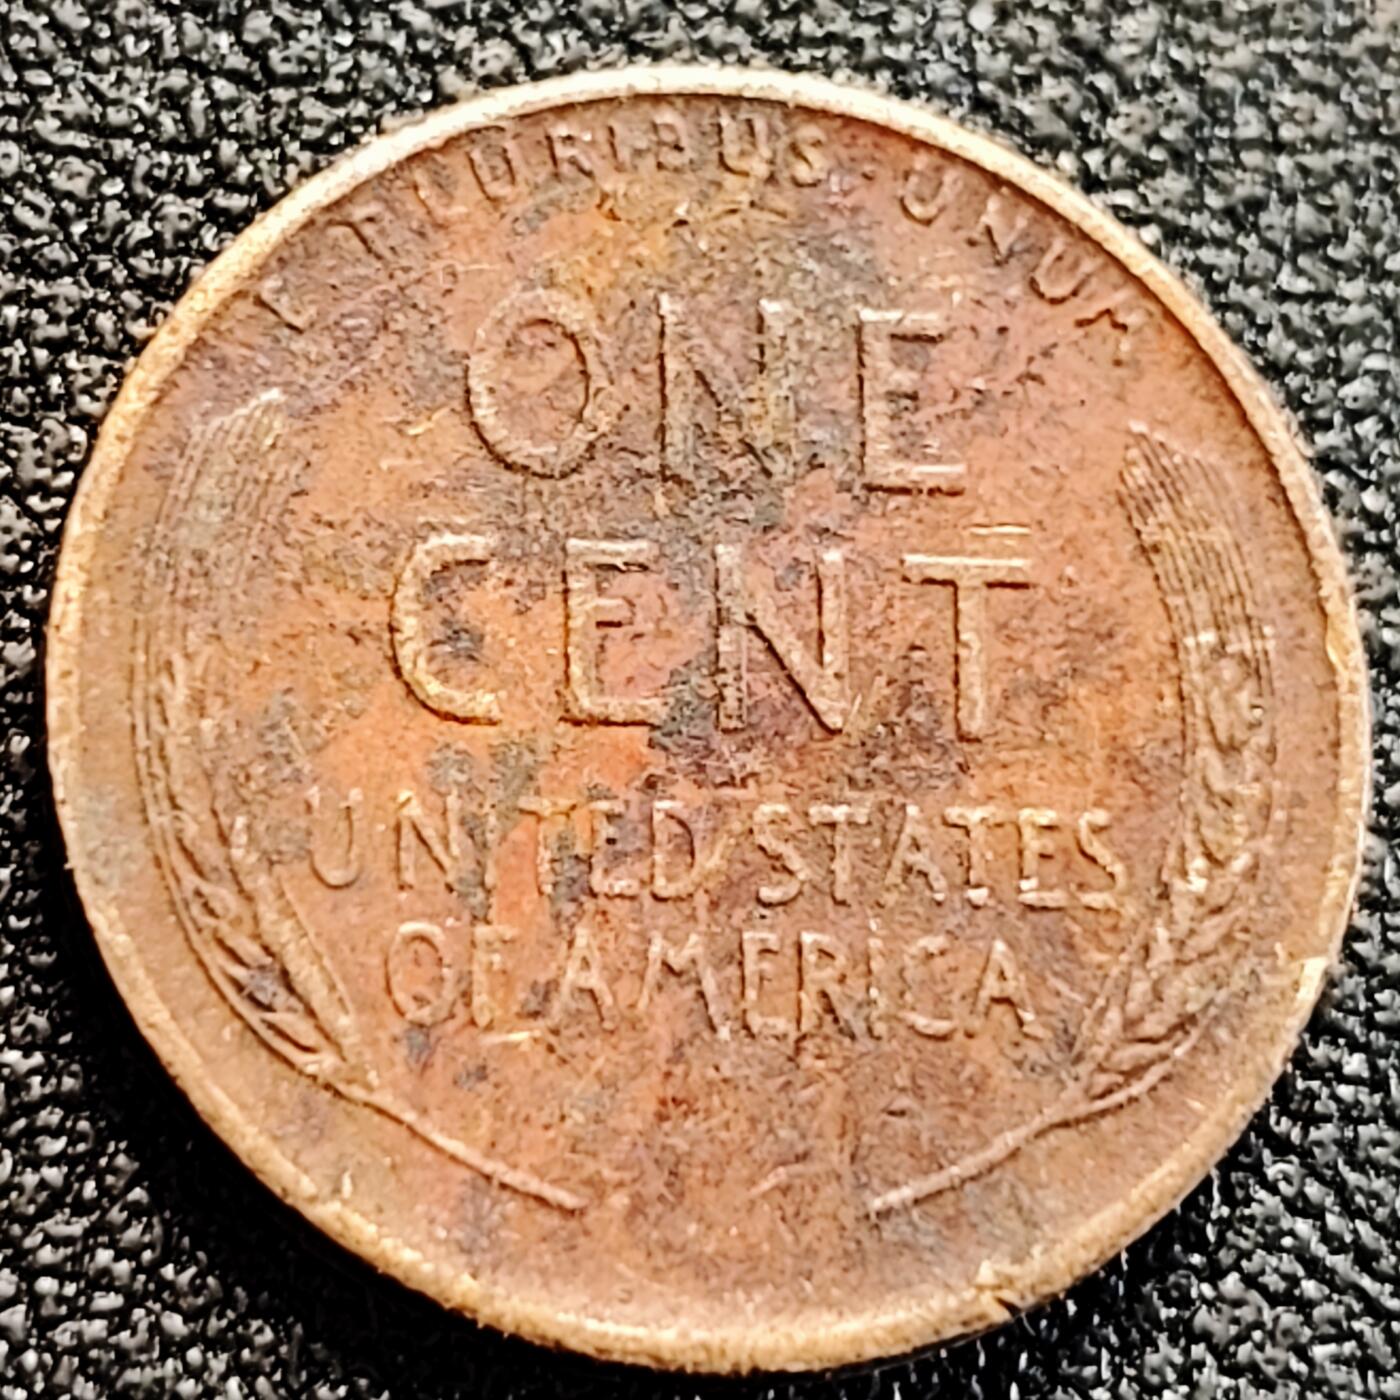 E PLURIBUS · UNUM
ONE
CENT
UNITED STATES
OF AMERICA